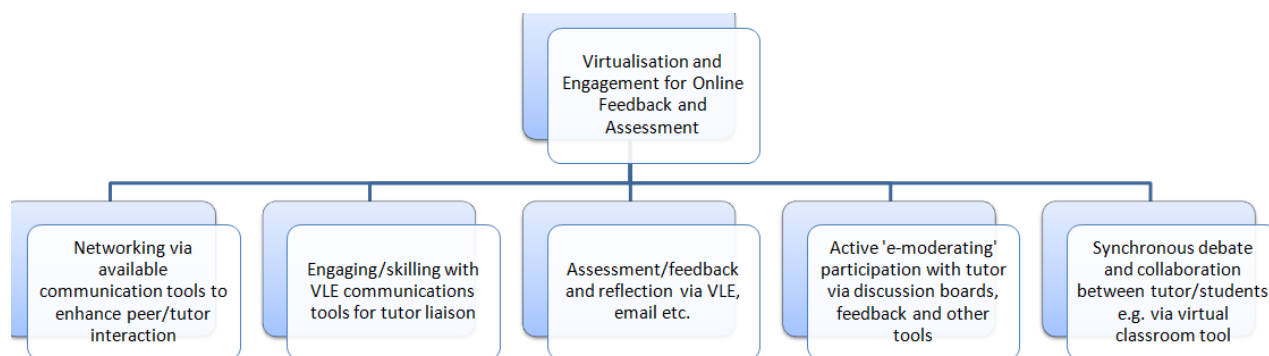 Virtualisation and
Engagement for Online
Feedback and
Assessment
Networking via
available
communication tools to
enhance peer/tutor
interaction
Engaging/skilling with
VLE communications
tools for tutor liaison
Assessment/feedback
and reflection via VLE,
email etc.
Active 'e-moderating'
participation with tutor
via discussion boards,
feedback and other
tools
Synchronous debate
and collaboration
between tutor/students
e.g. via virtual
classroom tool